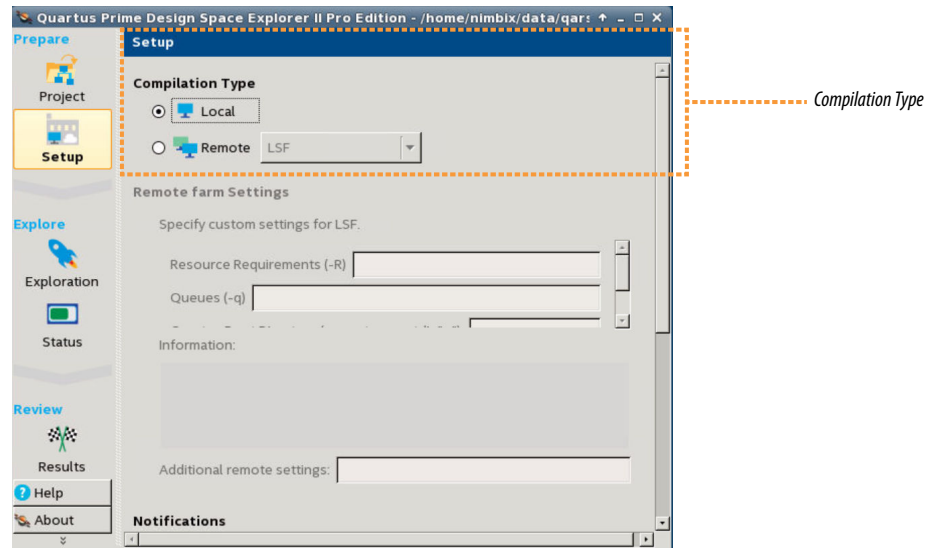 Quartus Prime Design Space Explorer II Pro Edition - /home/nimbix/data/qars
Prepare
Project
Setup
Explore
Exploration
Status
Review
Results
Help
About
Setup
Compilation Type
Local
Remote LSF
Remote farm Settings
Specify custom settings for LSF.
Resource Requirements (-R)
Queues (-q)
Information:
Additional remote settings:
Notifications
Compilation Type